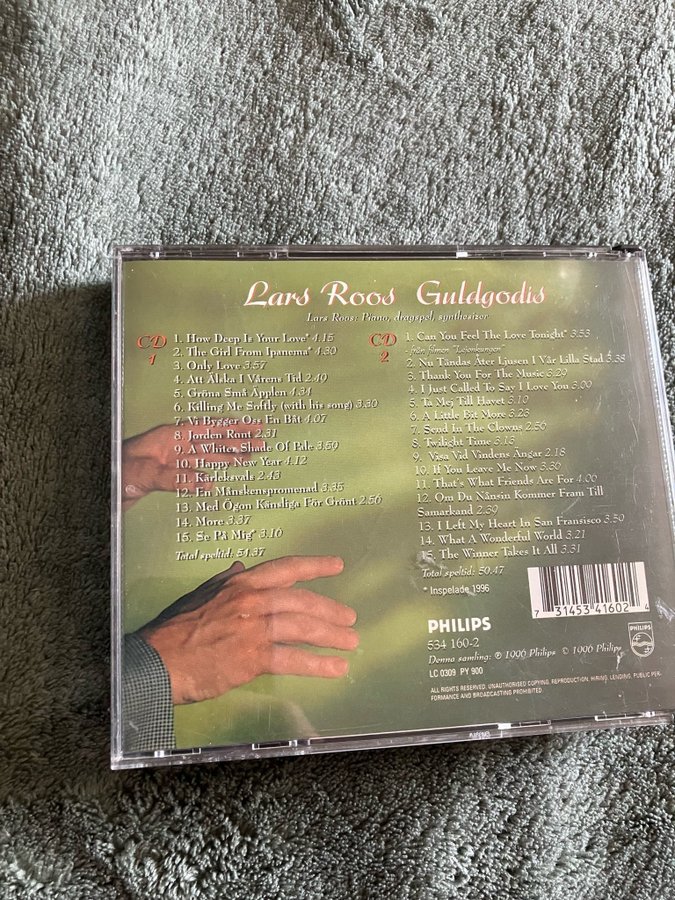 Lars Roos Guldgodis
Lars Roos: Piano, dragspel, synthesizer
CD 1
1. How Deep Is Your Love* 4.15
2. The Girl From Ipanema* 4.30
3. Only Love 3.57
4. Att Älska I Vårens Tid 2.49
5. Gröna Små Äpplen 4.34
6. Killing Me Softly (with his song) 3.30
7. Vi Bygger Oss En Båt 4.07
8. Jorden Runt 2.31
9. A Whiter Shade Of Pale 3.59
10. Happy New Year 4.12
11. Kärleksvals 2.43
12. En Månskenspromenad 3.35
13. Med Ögon Känsliga För Grönt 2.56
14. More 3.37
15. Se På Mig* 3.16
Total speltid: 54.37
CD 2
1. Can You Feel The Love Tonight* 3.53
- från filmen "Lejonkungen" -
2. Nu Tändas Åter Ljusen I Vår Lilla Stad 3.38
3. Thank You For The Music 3.29
4. I Just Called To Say I Love You 3.00
5. Ta Mej Till Havet 3.10
6. A Little Bit More 3.23
7. Send In The Clowns 2.56
8. Twilight Time 3.13
9. Visa Vid Vindens Ängar 2.18
10. If You Leave Me Now 3.36
11. That's What Friends Are For 4.00
12. Om Du Nånsin Kommer Fram Till
Samarkand 2.39
13. I Left My Heart In San Fransisco 3.50
14. What A Wonderful World 3.21
15. The Winner Takes It All 3.31
Total speltid: 50.47
* Inspelade 1996
PHILIPS
534 160-2
Denna samling: ℗ 1996 Philips © 1996 Philips
LC 0309 PY 900
ALL RIGHTS RESERVED. UNAUTHORISED COPYING, REPRODUCTION, HIRING, LENDING, PUBLIC PER-
FORMANCE AND BROADCASTING PROHIBITED.
7 31453 41602 4
PHILIPS